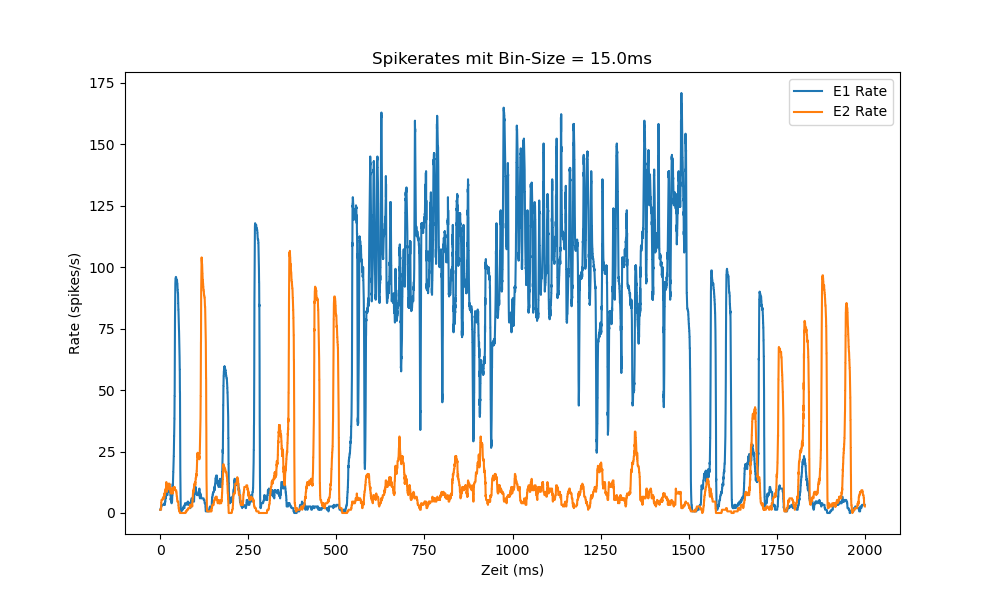 Spikerates mit Bin-Size = 15.0ms
E1 Rate
E2 Rate
175
150
125
100
75
50
25
0
Rate (spikes/s)
0 250 500 750 1000 1250 1500 1750 2000
Zeit (ms)